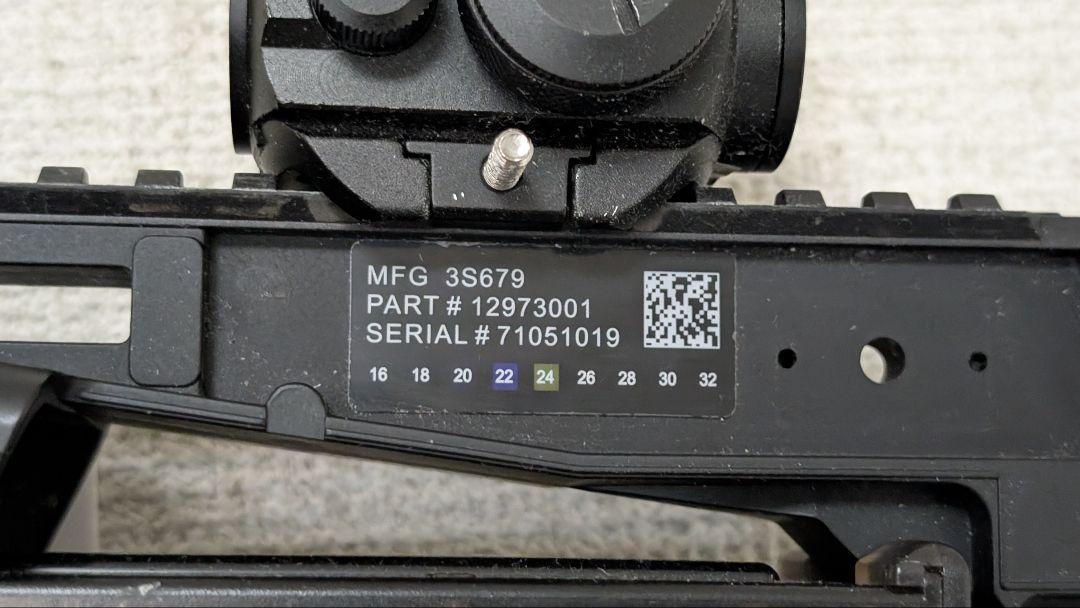 MFG 3S679
PART # 12973001
SERIAL # 71051019
16 18 20 22 24 26 28 30 32